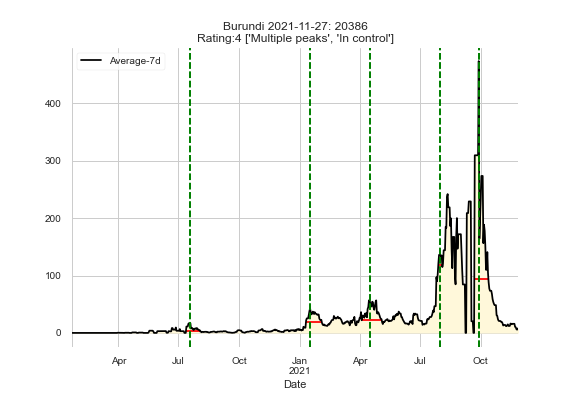 Burundi 2021-11-27: 20386
Rating:4 ['Multiple peaks', 'In control']
Average-7d
400
300
200
100
0
Apr Jul Oct Jan Apr Jul Oct
2021
Date